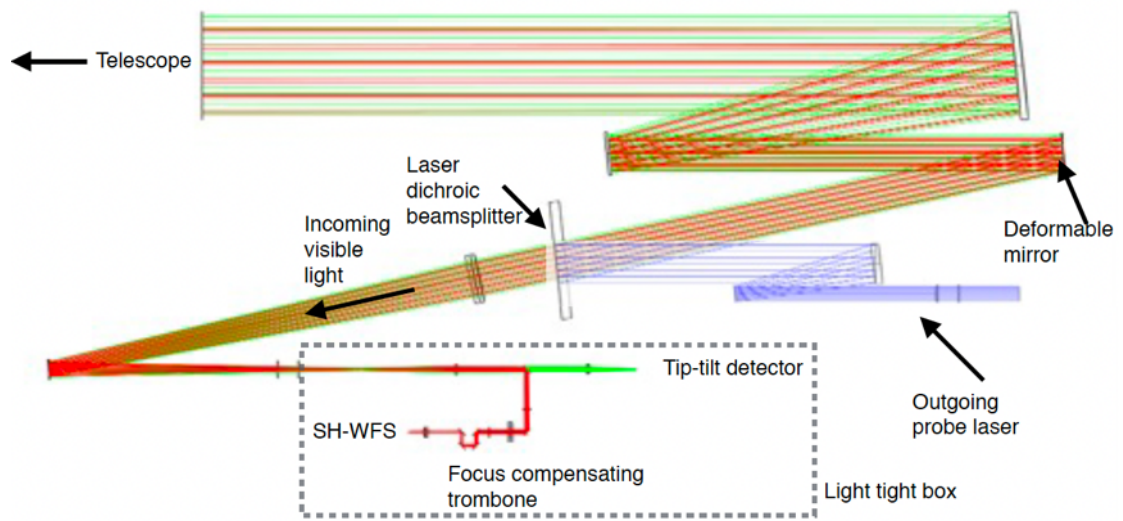 Telescope
Laser
dichroic
beamsplitter
Incoming
visible
light
Deformable
mirror
Tip-tilt detector
Outgoing
probe laser
SH-WFS
Focus compensating
trombone
Light tight box